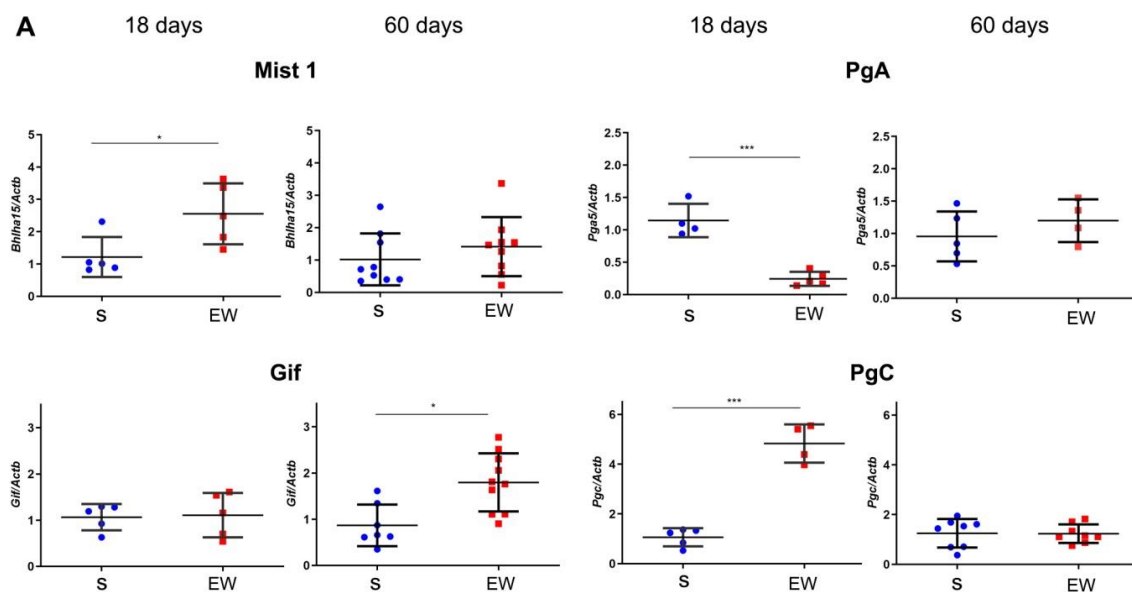 A
18 days 60 days 18 days 60 days
Mist 1 PgA
* ***
Bhlha15/Actb
5
4
3
2
1
0
S EW
Bhlha15/Actb
5
4
3
2
1
0
S EW
Pga5/Actb
2.5
2.0
1.5
1.0
0.5
0.0
S EW
Pga5/Actb
2.5
2.0
1.5
1.0
0.5
0.0
S EW
Gif PgC
* ***
Gif/Actb
3
2
1
0
S EW
Gif/Actb
3
2
1
0
S EW
Pgc/Actb
6
4
2
0
S EW
Pgc/Actb
6
4
2
0
S EW